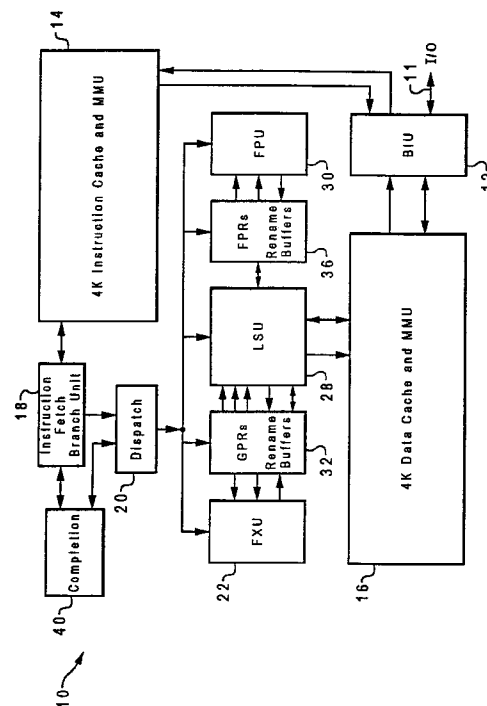 10
40
Completion
18
Instruction
Fetch
Branch Unit
20
Dispatch
14
4K Instruction Cache and MMU
22
FXU
GPRs
Rename
Buffers
32
LSU
28
FPRs
Rename
Buffers
36
FPU
30
16
4K Data Cache and MMU
BIU
11
I/O